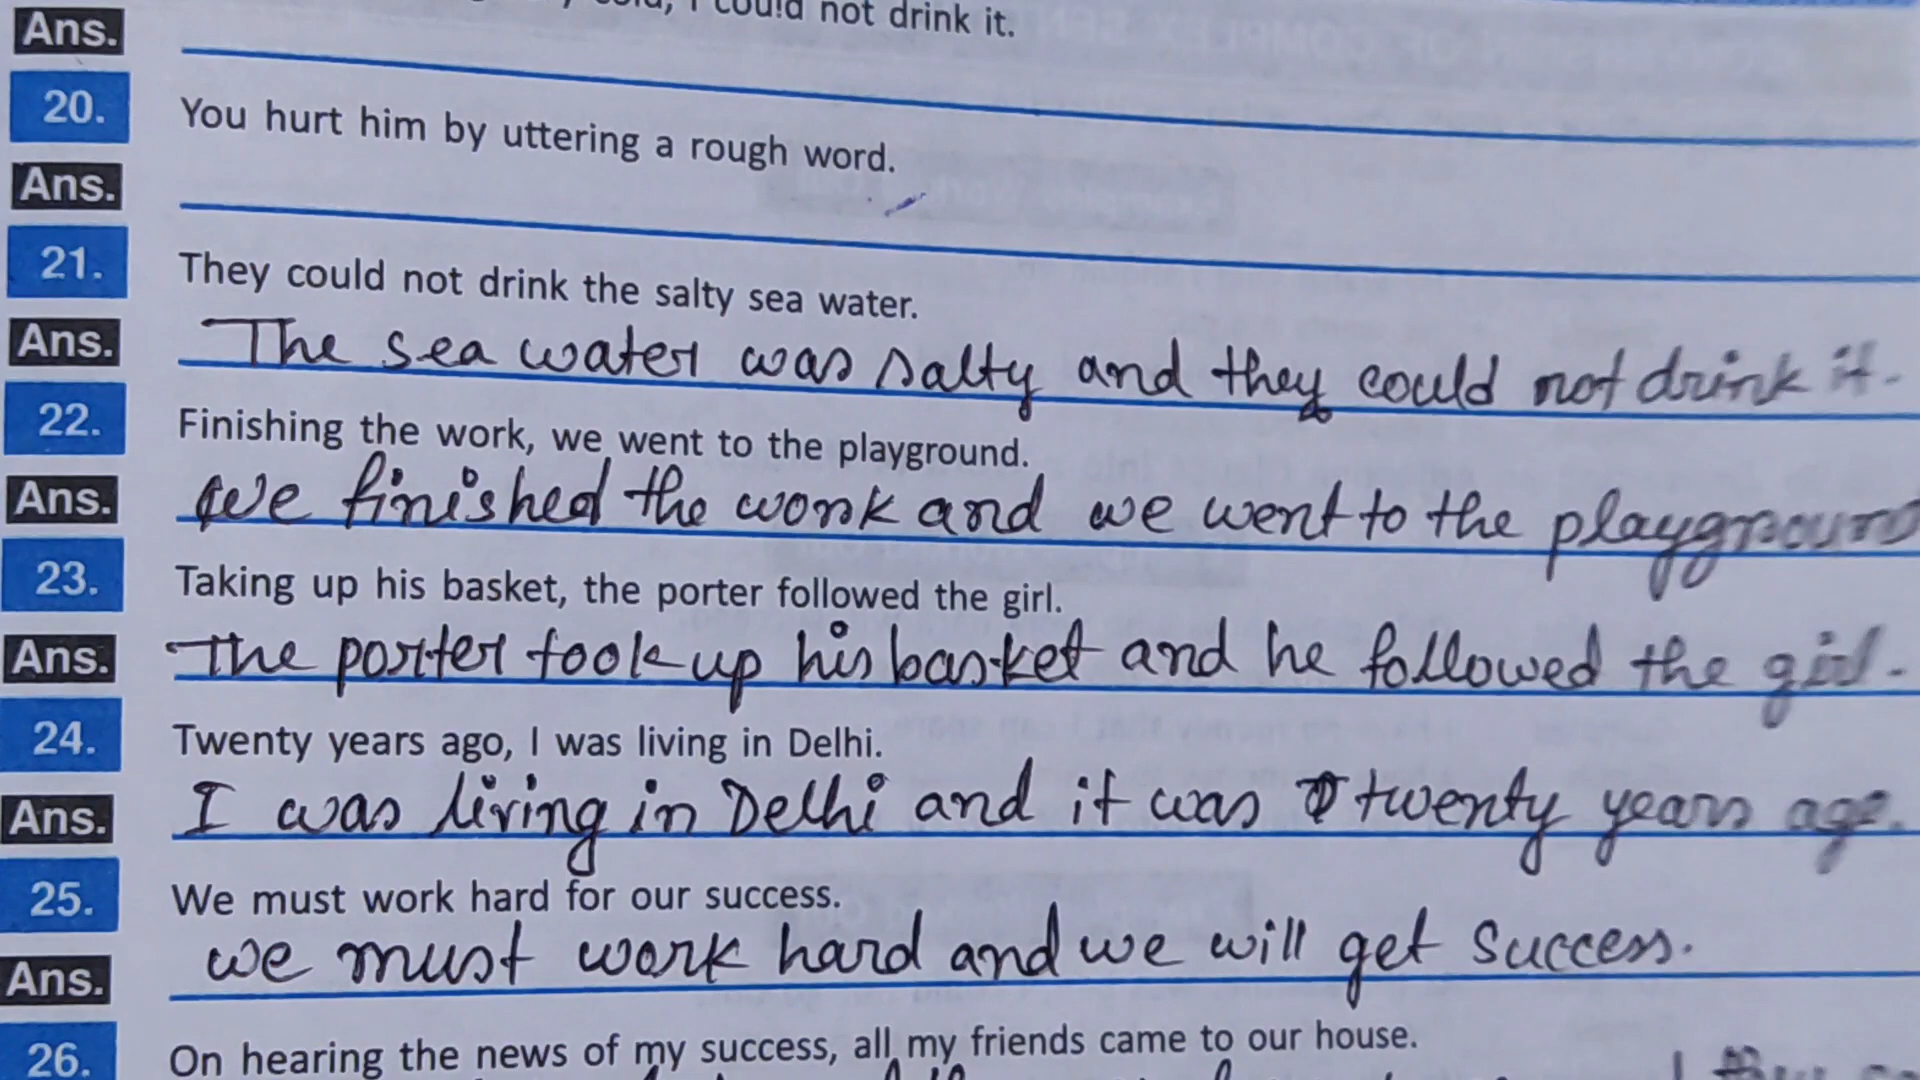 I could not drink it.
Ans.
20. You hurt him by uttering a rough word.
Ans.
21. They could not drink the salty sea water.
Ans. The sea water was salty and they could not drink it.
22. Finishing the work, we went to the playground.
Ans. We finished the work and we went to the playground
23. Taking up his basket, the porter followed the girl.
Ans. The porter took up his basket and he followed the girl.
24. Twenty years ago, I was living in Delhi.
Ans. I was living in Delhi and it was twenty years ago.
25. We must work hard for our success.
Ans. we must work hard and we will get success.
26. On hearing the news of my success, all my friends came to our house.